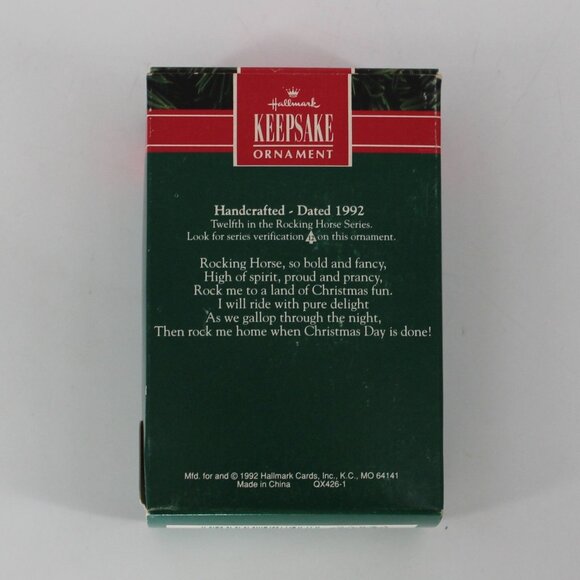 Hallmark
KEEPSAKE
ORNAMENT
Handcrafted - Dated 1992
Twelfth in the Rocking Horse Series.
Look for series verification on this ornament.
Rocking Horse, so bold and fancy,
High of spirit, proud and prancy,
Rock me to a land of Christmas fun.
I will ride with pure delight
As we gallop through the night,
Then rock me home when Christmas Day is done!
Mfd. for and © 1992 Hallmark Cards, Inc., K.C., MO 64141
Made in China QX426-1